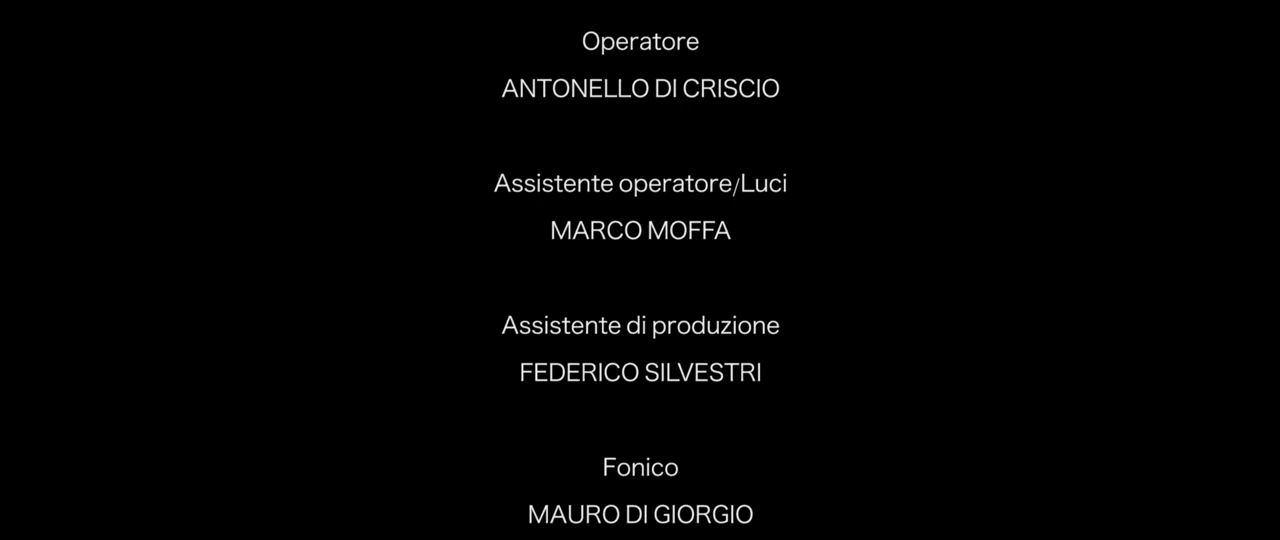 Operatore
ANTONELLO DI CRISCIO
Assistente operatore/Luci
MARCO MOFFA
Assistente di produzione
FEDERICO SILVESTRI
Fonico
MAURO DI GIORGIO